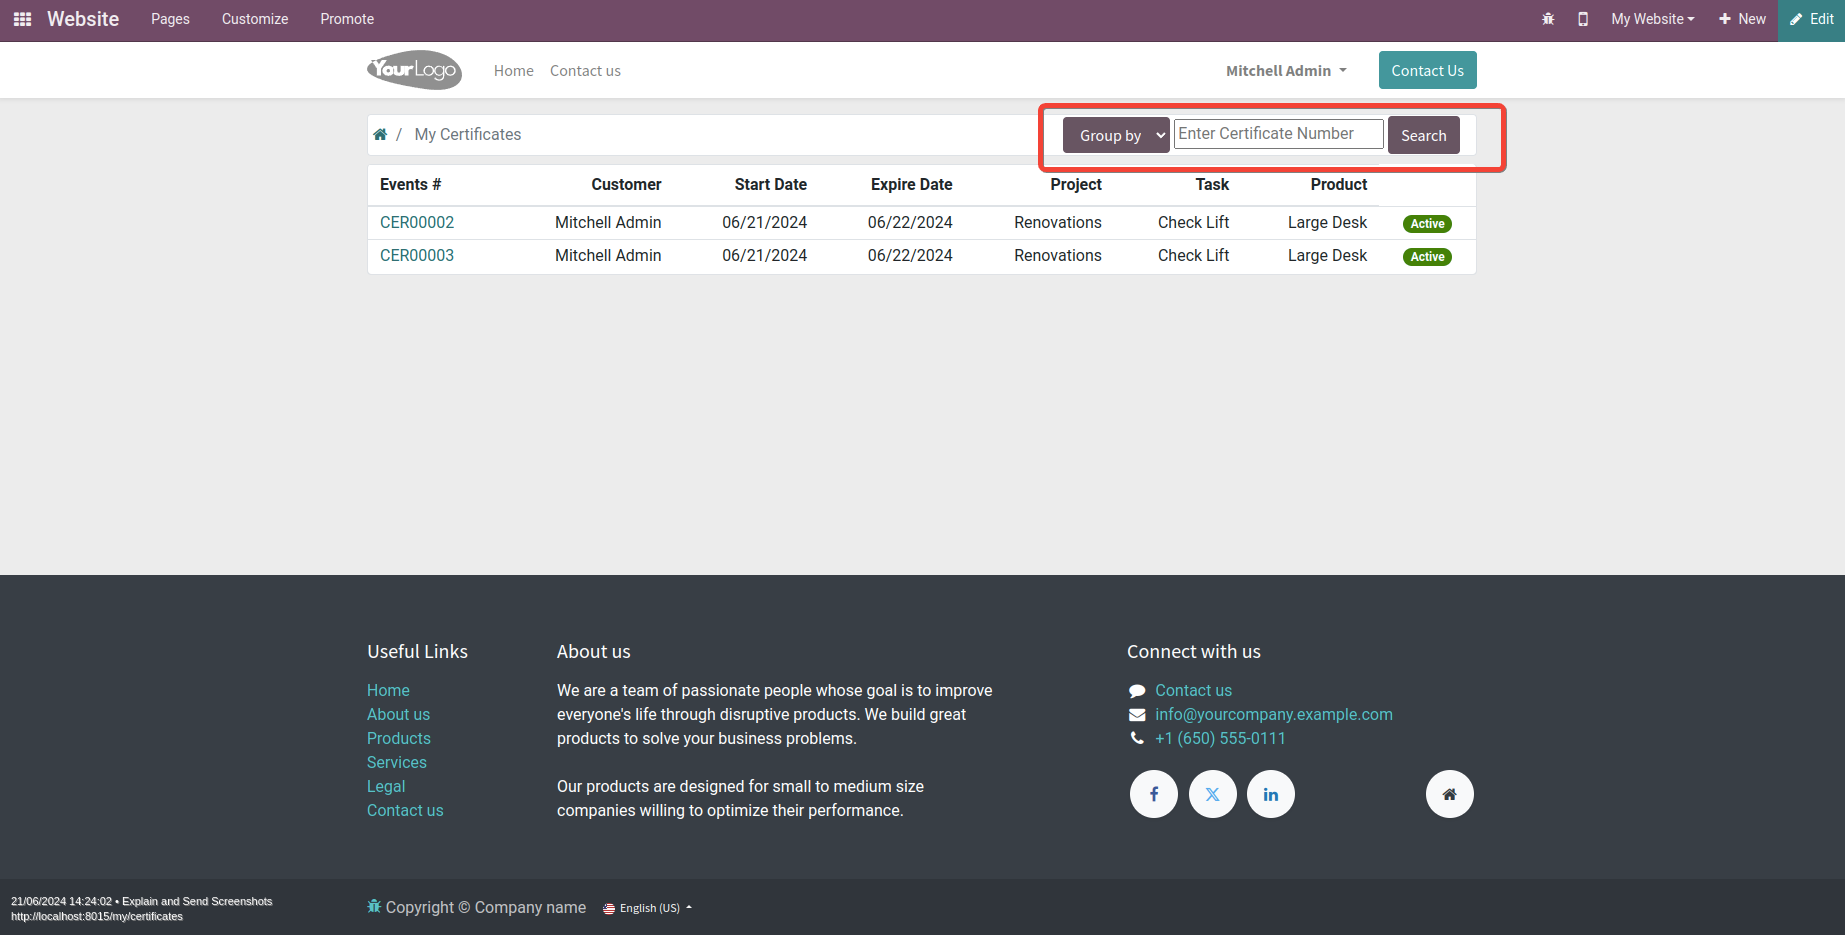 Website Pages Customize Promote My Website New Edit
YourLogo Home Contact us Mitchell Admin Contact Us
/ My Certificates Group by Enter Certificate Number Search
Events # Customer Start Date Expire Date Project Task Product
CER00002 Mitchell Admin 06/21/2024 06/22/2024 Renovations Check Lift Large Desk Active
CER00003 Mitchell Admin 06/21/2024 06/22/2024 Renovations Check Lift Large Desk Active
Useful Links
Home
About us
Products
Services
Legal
Contact us
About us
We are a team of passionate people whose goal is to improve
everyone's life through disruptive products. We build great
products to solve your business problems.
Our products are designed for small to medium size
companies willing to optimize their performance.
Connect with us
Contact us
info@yourcompany.example.com
+1 (650) 555-0111
21/06/2024 14:24:02 • Explain and Send Screenshots
http://localhost:8015/my/certificates
Copyright © Company name English (US)